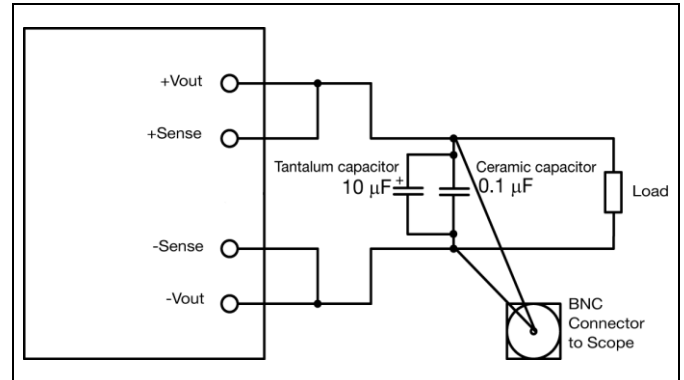 +Vout
+Sense
Tantalum capacitor
10 µF
+
Ceramic capacitor
0.1 µF
Load
-Sense
-Vout
BNC
Connector
to Scope